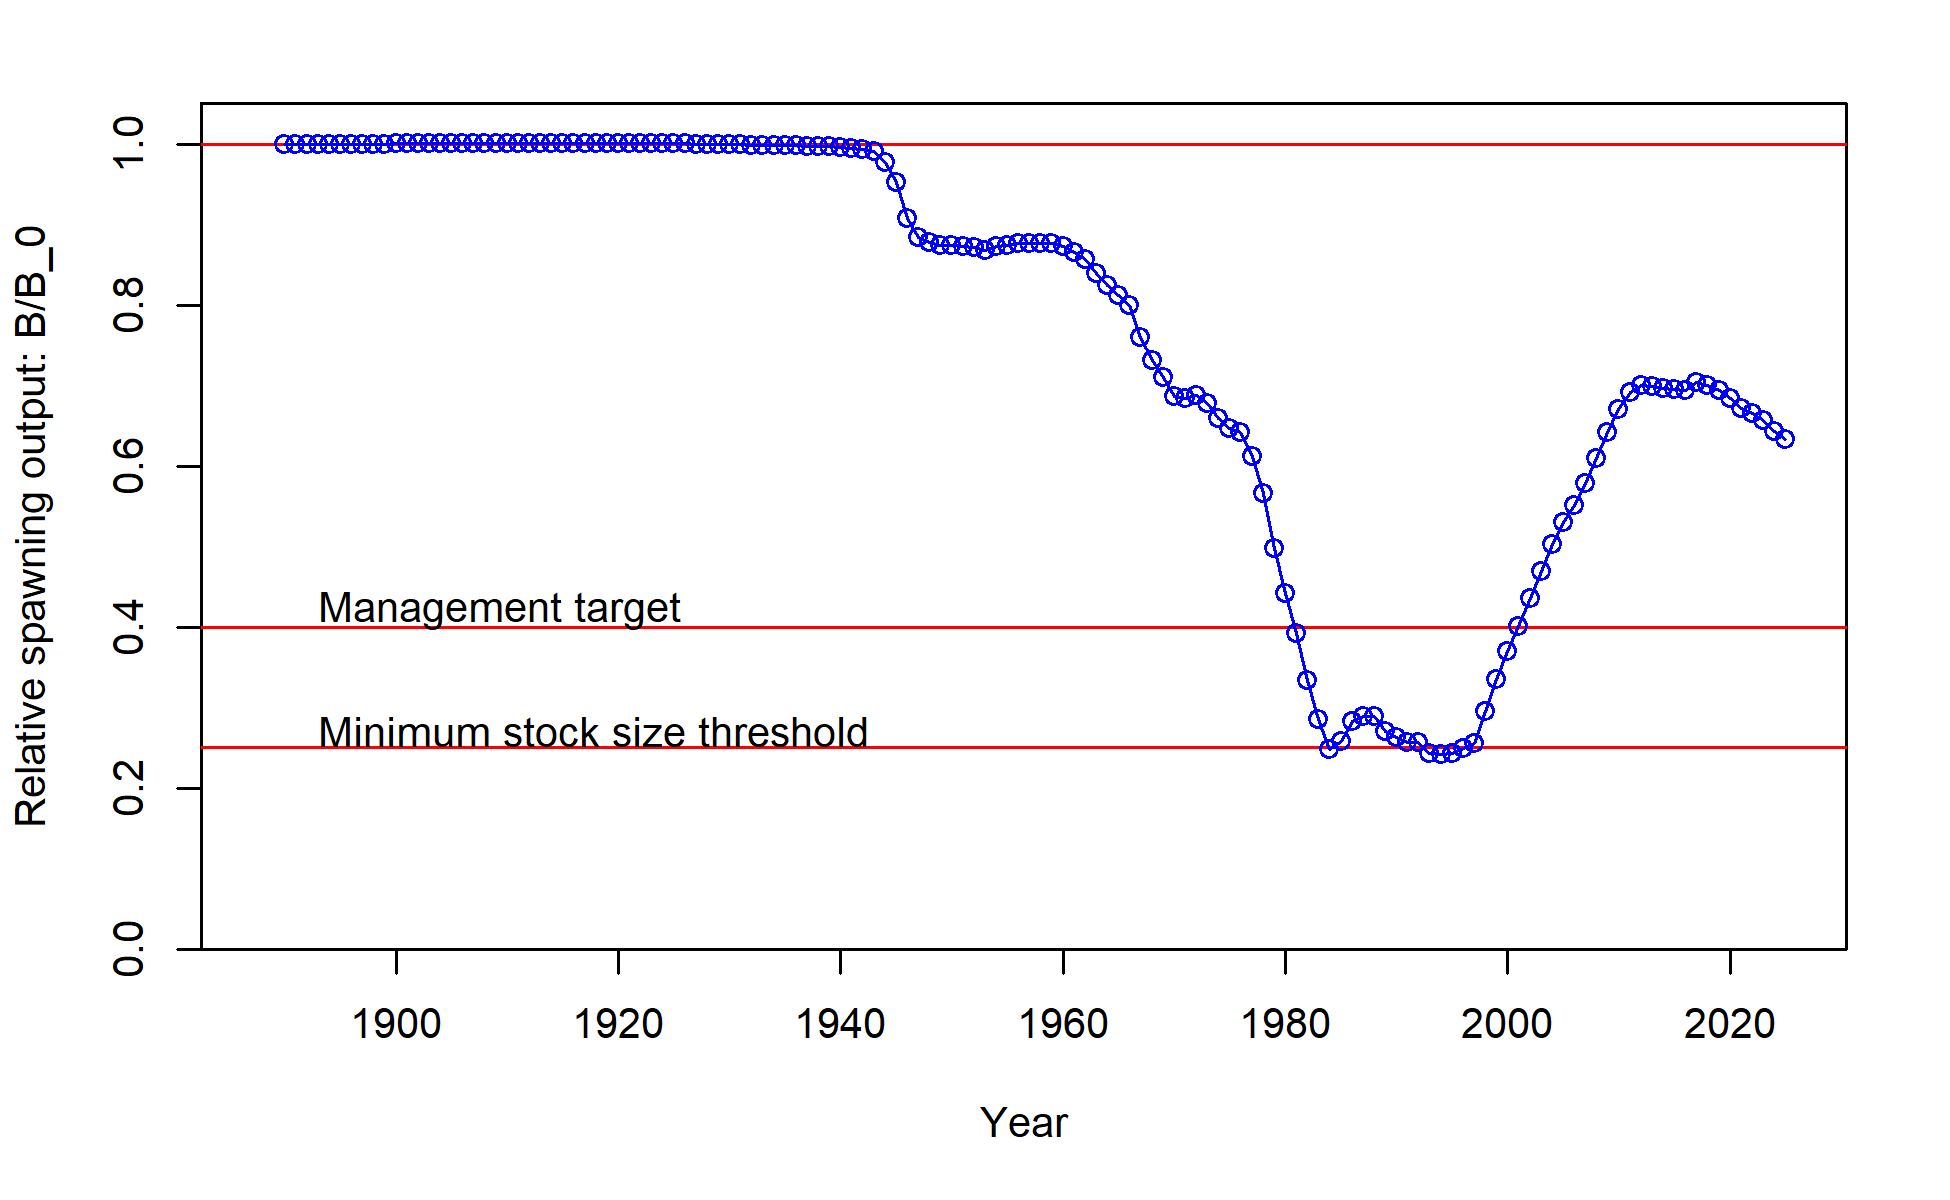 Relative spawning output: B/B_0
1.0
0.8
0.6
0.4
0.2
0.0
Management target
Minimum stock size threshold
1900 1920 1940 1960 1980 2000 2020
Year